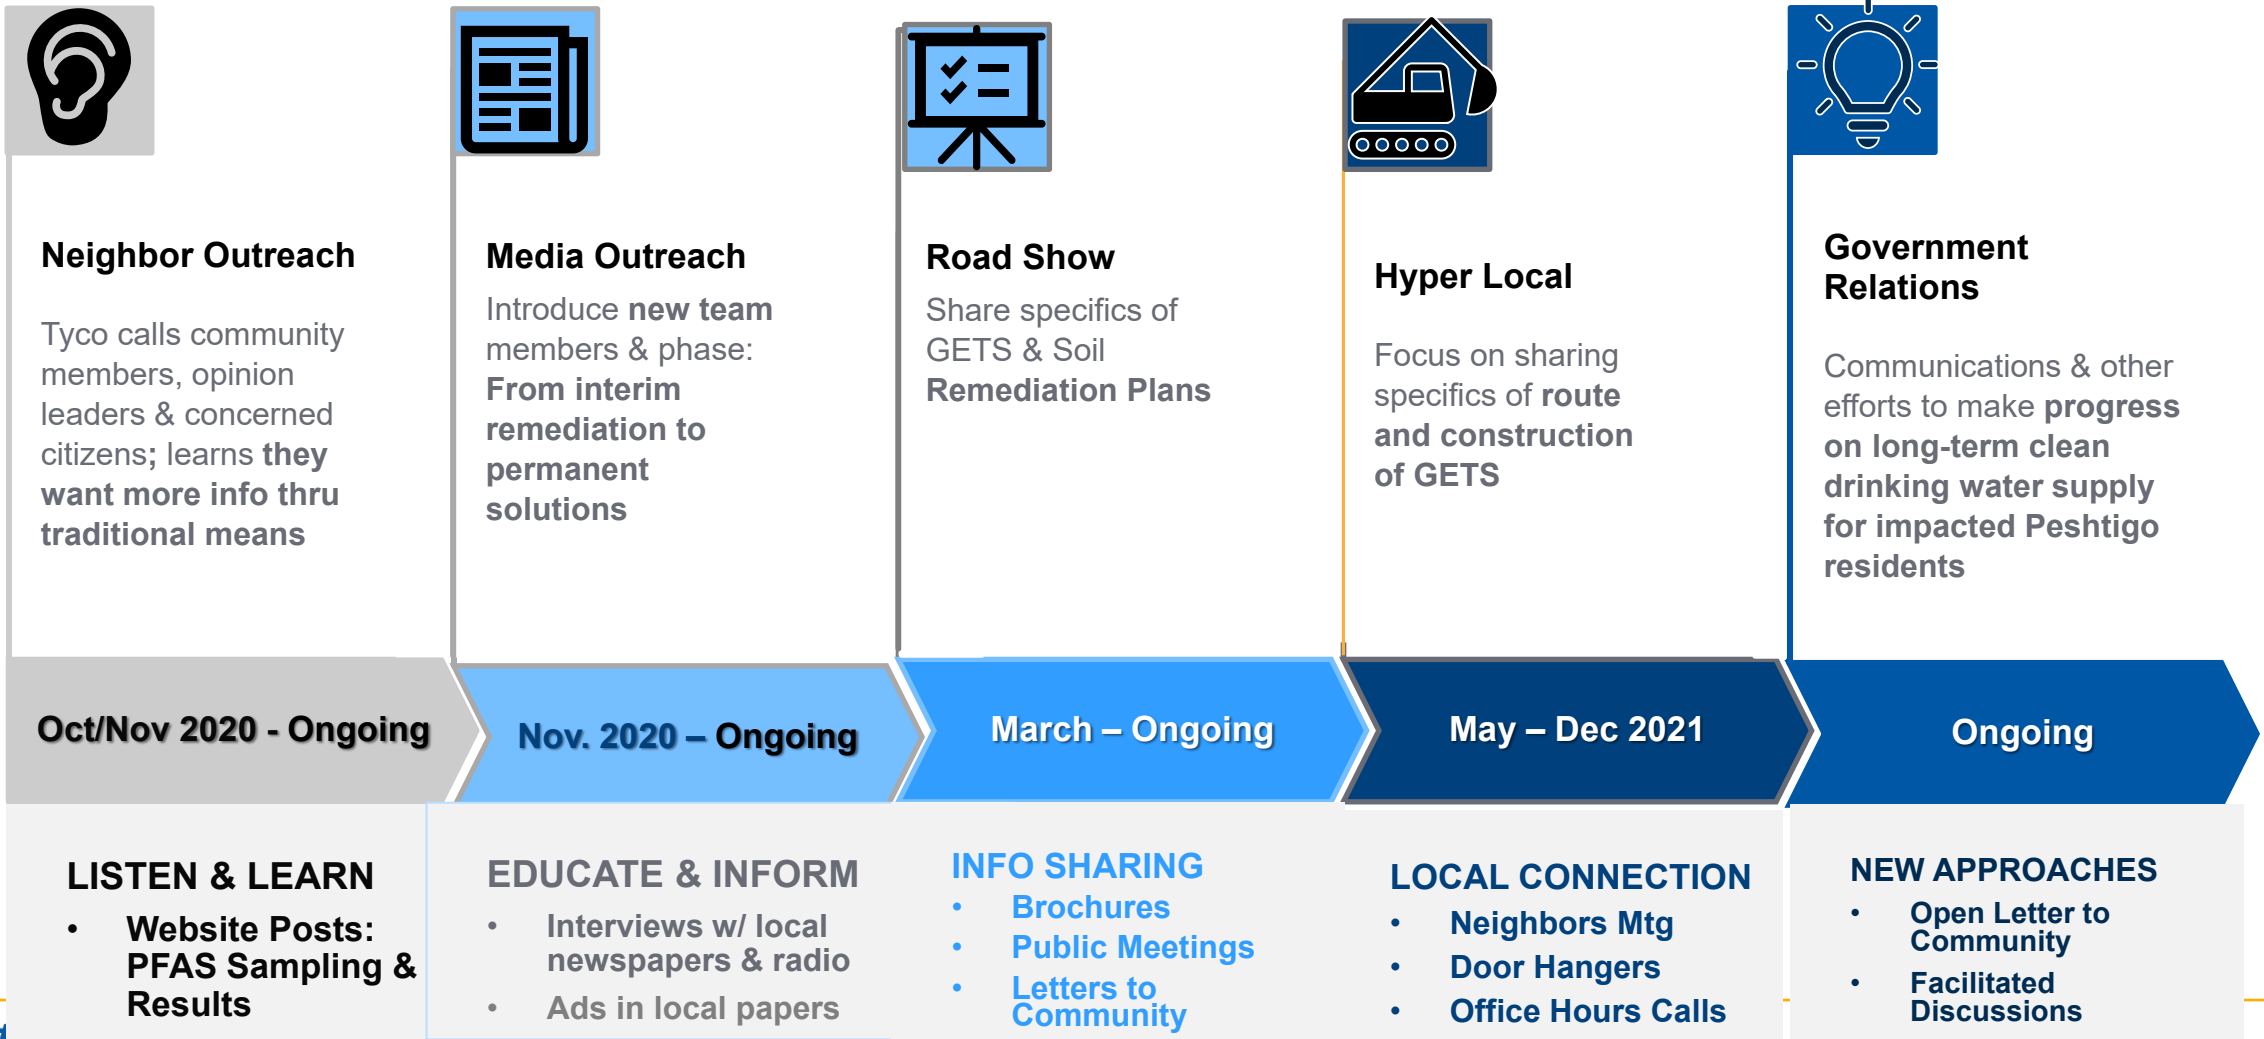 Neighbor Outreach
Tyco calls community
members, opinion
leaders & concerned
citizens; learns they
want more info thru
traditional means
Media Outreach
Introduce new team
members & phase:
From interim
remediation to
permanent
solutions
Road Show
Share specifics of
GETS & Soil
Remediation Plans
Hyper Local
Focus on sharing
specifics of route
and construction
of GETS
Government
Relations
Communications & other
efforts to make progress
on long-term clean
drinking water supply
for impacted Peshtigo
residents
Oct/Nov 2020 - Ongoing
Nov. 2020 – Ongoing
March – Ongoing
May – Dec 2021
Ongoing
LISTEN & LEARN
• Website Posts:
PFAS Sampling &
Results
EDUCATE & INFORM
• Interviews w/ local
newspapers & radio
• Ads in local papers
INFO SHARING
• Brochures
• Public Meetings
• Letters to
Community
LOCAL CONNECTION
• Neighbors Mtg
• Door Hangers
• Office Hours Calls
NEW APPROACHES
• Open Letter to
Community
• Facilitated
Discussions